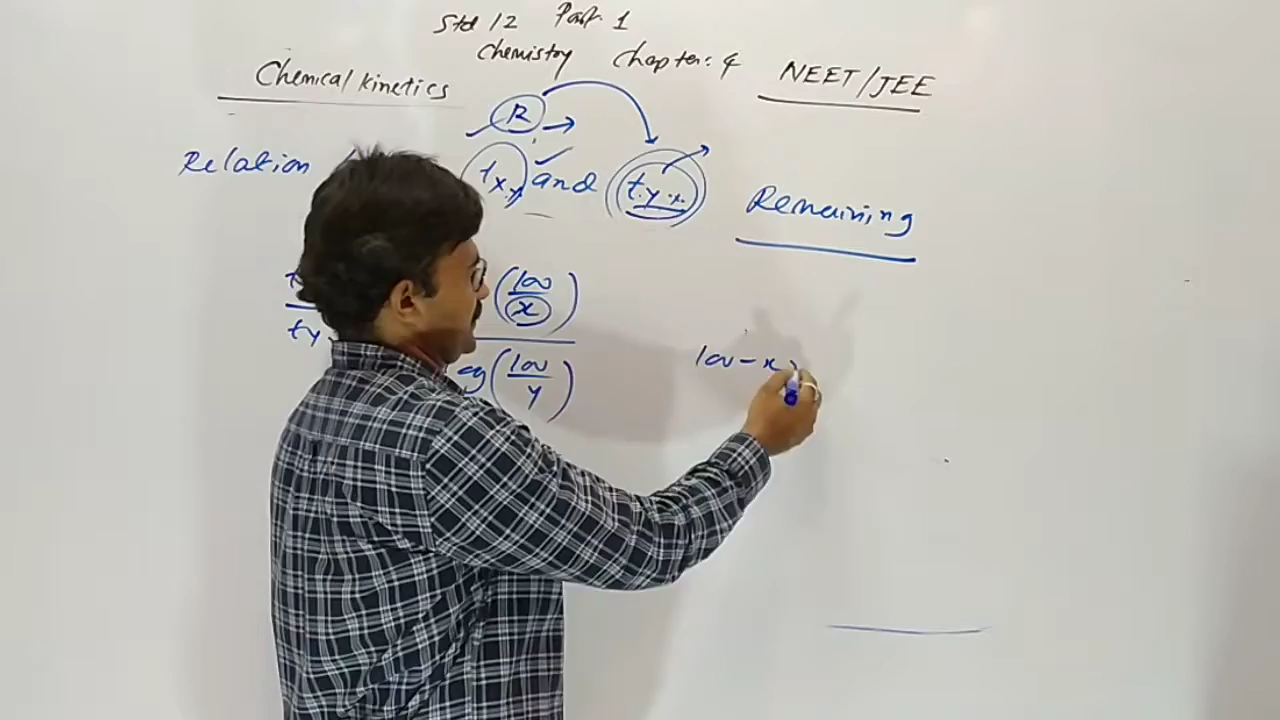 Std 12 Part. 1
Chemistry Chapter: 4
Chemical kinetics NEET/JEE
R
Relation tx.% and t.y.%. Remaining
(100/x)
ty (100/y)
100-x